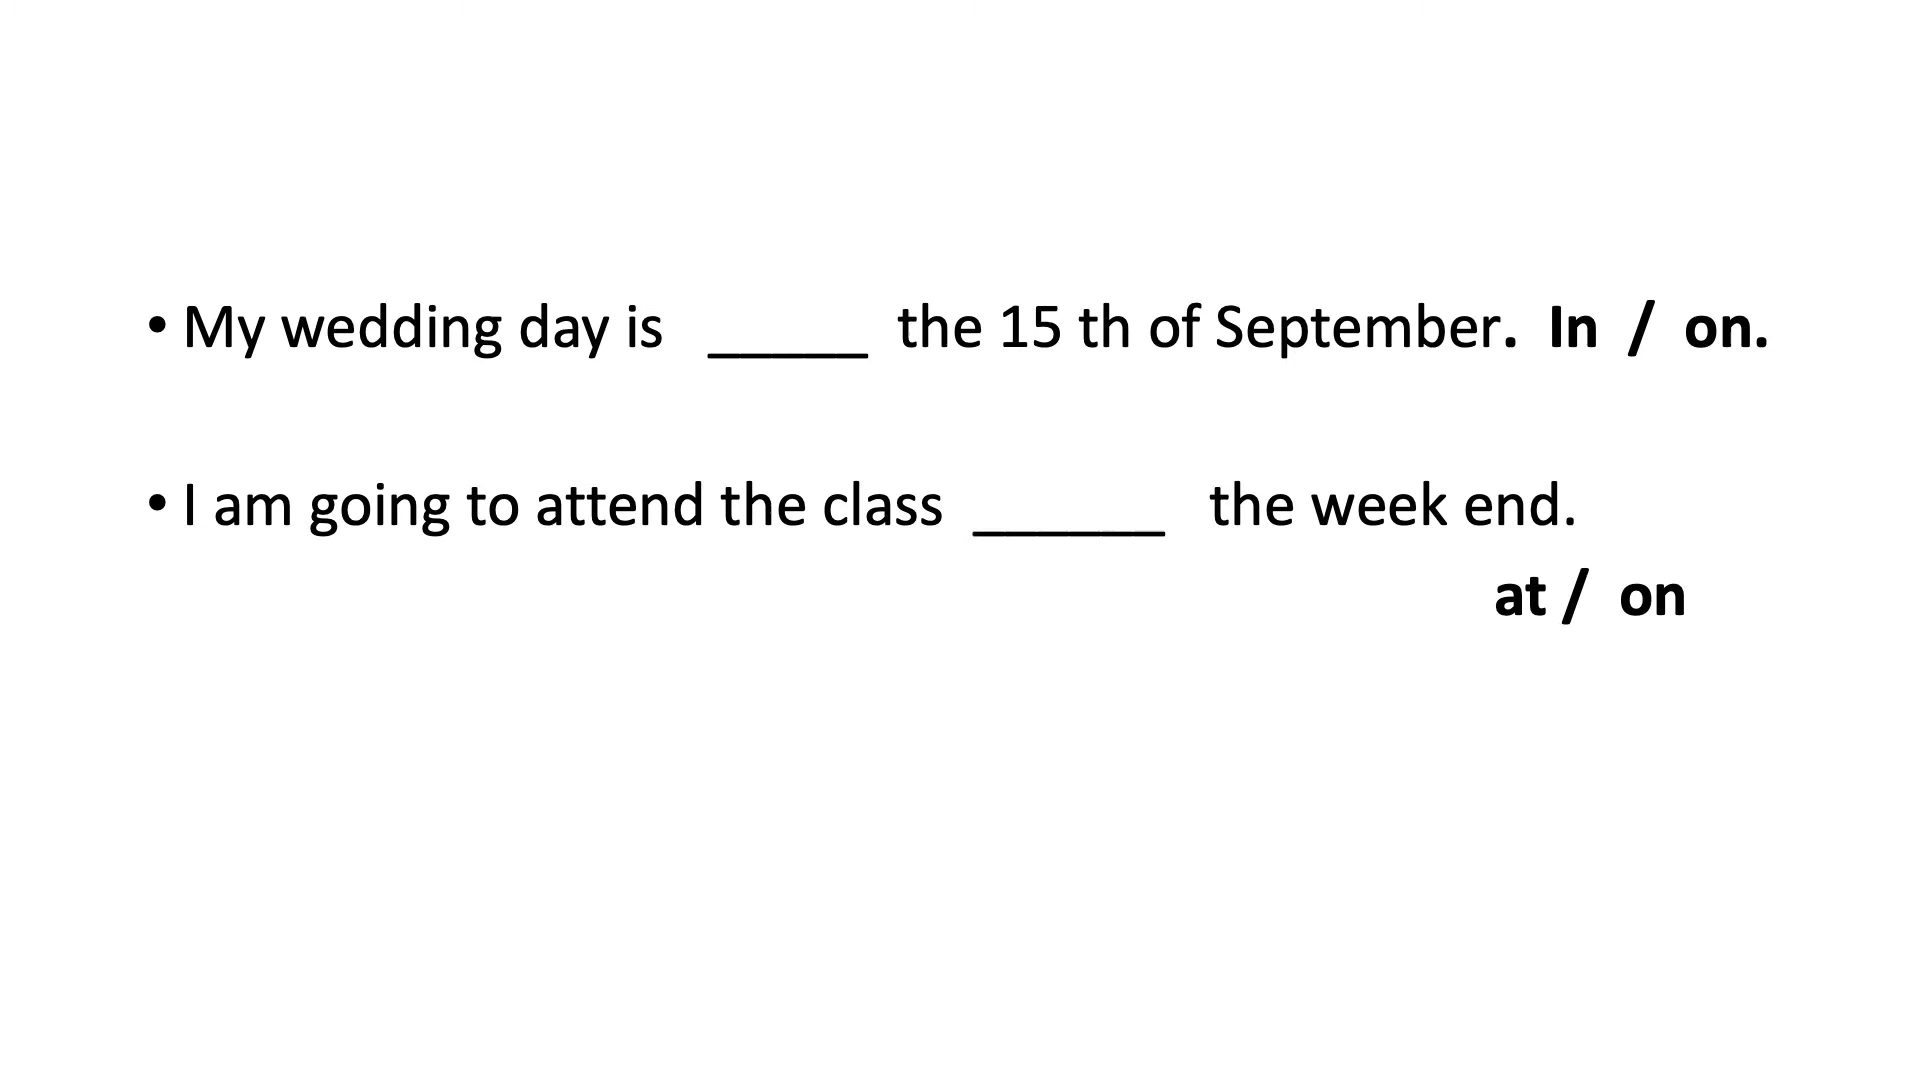 • My wedding day is _____ the 15 th of September. In / on.
• I am going to attend the class ______ the week end.
at / on